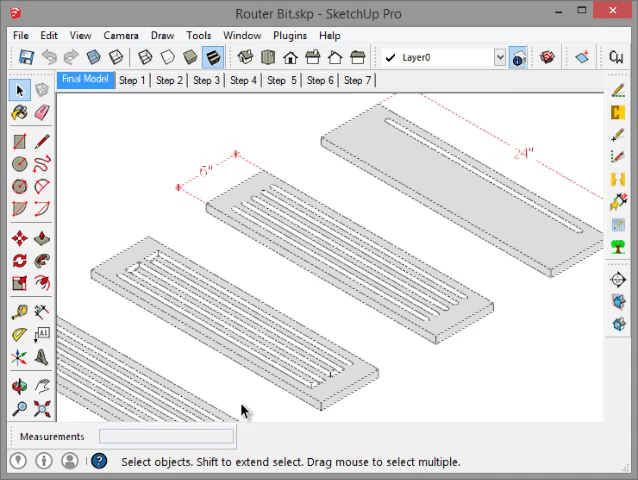 Router Bit.skp - SketchUp Pro
File Edit View Camera Draw Tools Window Plugins Help
Layer0
Final Model Step 1 Step 2 Step 3 Step 4 Step 5 Step 6 Step 7
24"
6"
A1
Measurements
Select objects. Shift to extend select. Drag mouse to select multiple.